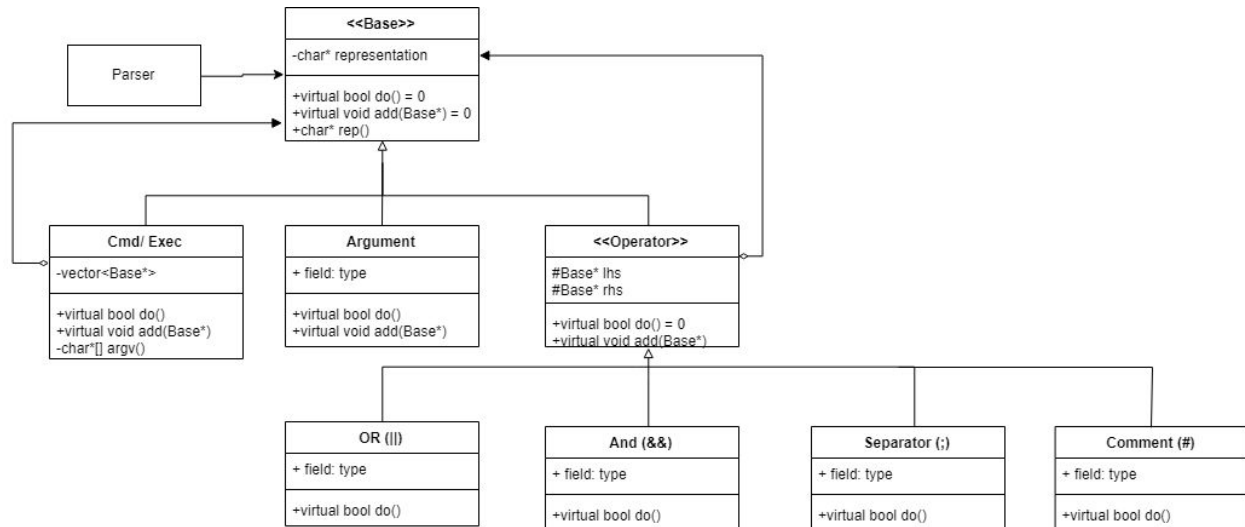 <<Base>>
-char* representation
+virtual bool do() = 0
+virtual void add(Base*) = 0
+char* rep()
Parser
Cmd/ Exec
-vector<Base*>
+virtual bool do()
+virtual void add(Base*)
-char*[] argv()
Argument
+ field: type
+virtual bool do()
+virtual void add(Base*)
<<Operator>>
#Base* lhs
#Base* rhs
+virtual bool do() = 0
+virtual void add(Base*)
OR (||)
+ field: type
+virtual bool do()
And (&&)
+ field: type
+virtual bool do()
Separator (;)
+ field: type
+virtual bool do()
Comment (#)
+ field: type
+virtual bool do()